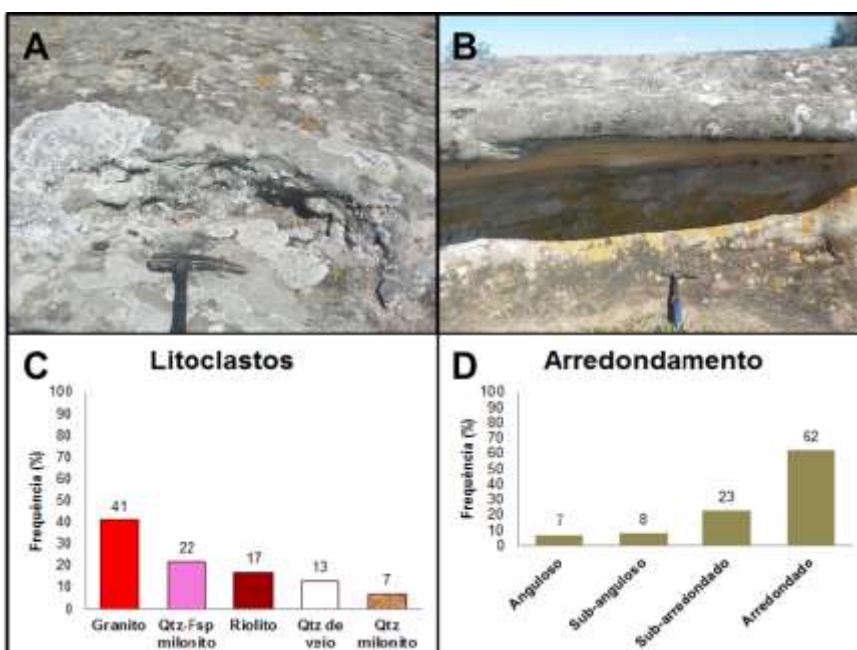 A
B
C
Litoclastos
Frequência (%)
100
90
80
70
60
50
40
30
20
10
0
41
22
17
13
7
Granito
Qtz-Fsp
milonito
Riolito
Qtz de
veio
Qtz
milonito
D
Arredondamento
Frequência (%)
100
90
80
70
60
50
40
30
20
10
0
7
8
23
62
Anguloso
Sub-anguloso
Sub-arredondado
Arredondado